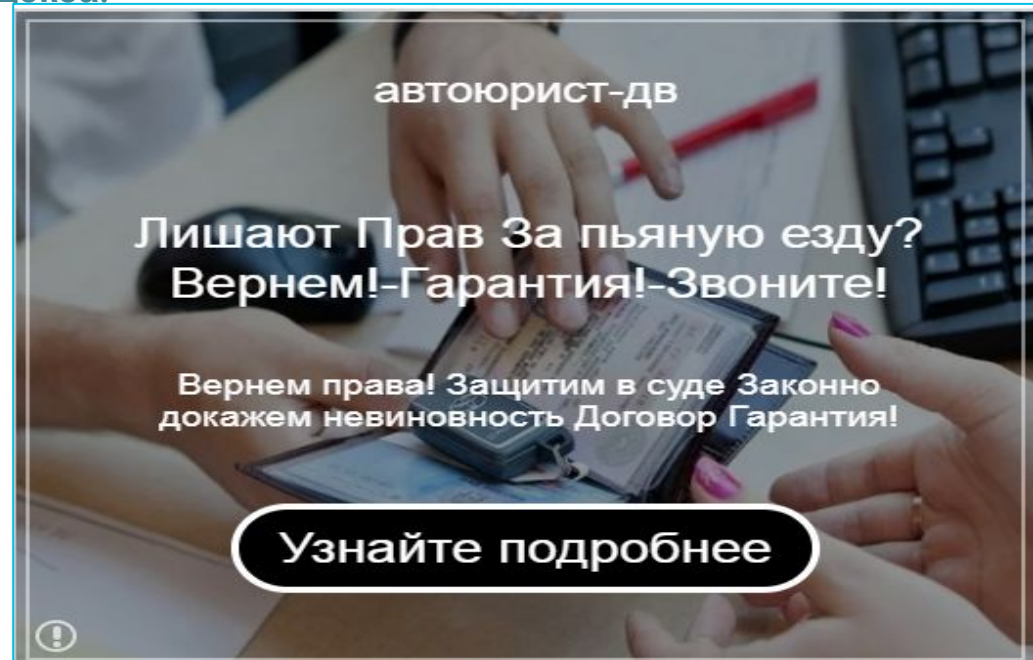 автоюрист-дв
Лишают Прав За пьяную езду?
Вернем!-Гарантия!-Звоните!
Вернем права! Защитим в суде Законно
докажем невиновность Договор Гарантия!
Узнайте подробнее